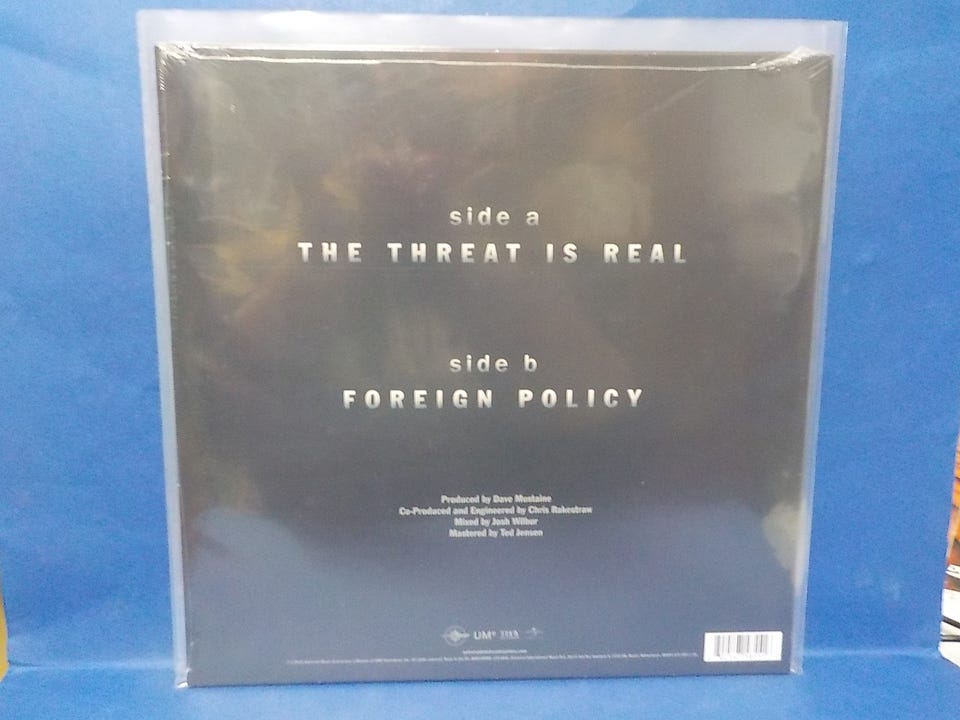 side a
THE THREAT IS REAL
side b
FOREIGN POLICY
Produced by Dave Mustaine
Co-Produced and Engineered by Chris Rakestraw
Mixed by Josh Wilbur
Mastered by Ted Jensen
UMe